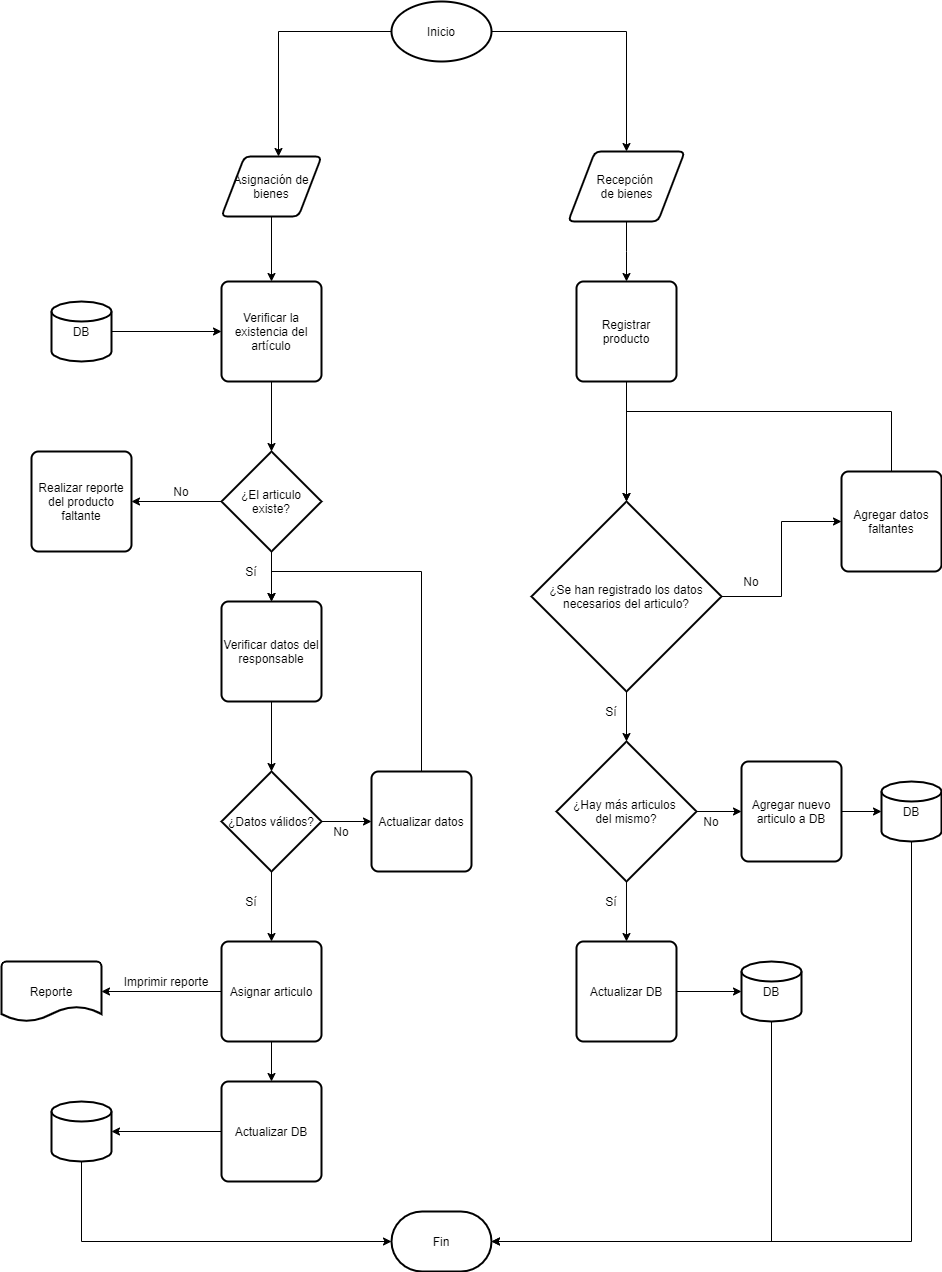 Inicio
Asignación de
bienes
Recepción
de bienes
Verificar la
existencia del
artículo
DB
Registrar
producto
Realizar reporte
del producto
faltante
No
¿El articulo
existe?
Agregar datos
faltantes
Sí
No
¿Se han registrado los datos
necesarios del articulo?
Verificar datos del
responsable
Sí
¿Datos válidos?
No
Actualizar datos
¿Hay más articulos
del mismo?
No
Agregar nuevo
articulo a DB
DB
Sí
Sí
Reporte
Imprimir reporte
Asignar articulo
Actualizar DB
DB
Actualizar DB
Fin